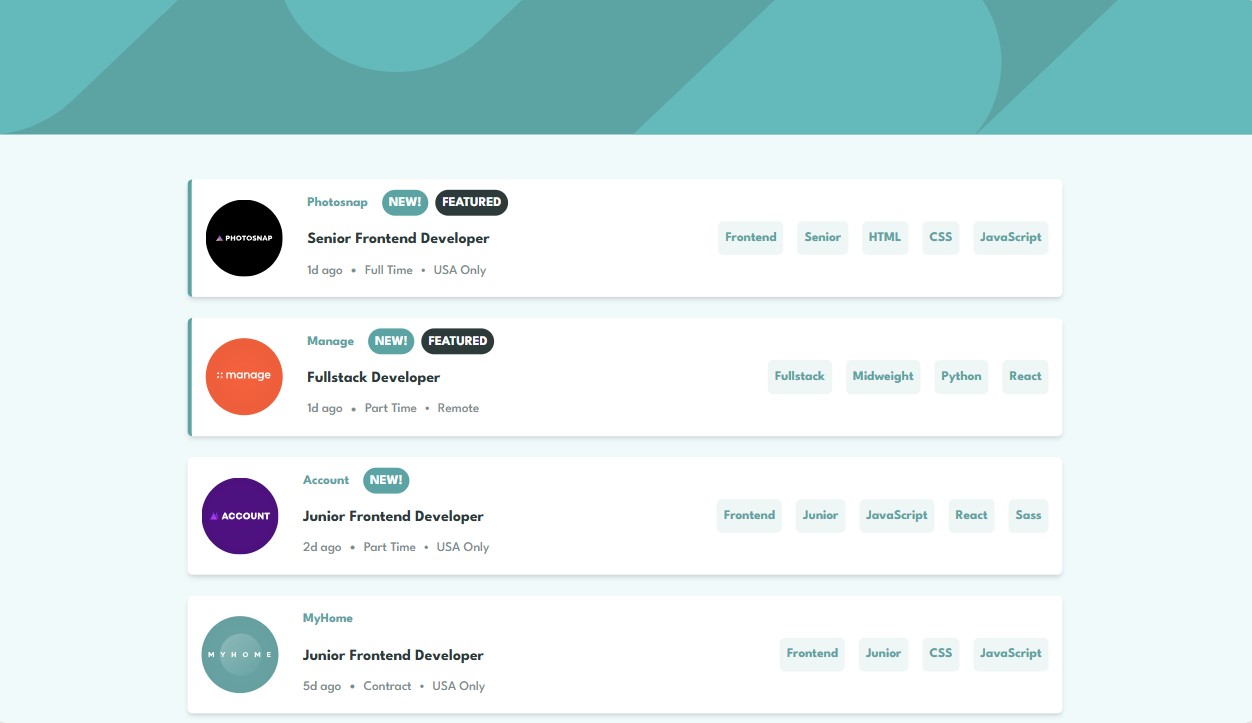 Photosnap NEW! FEATURED
PHOTOSNAP
Senior Frontend Developer
Frontend Senior HTML CSS JavaScript
1d ago • Full Time • USA Only
Manage NEW! FEATURED
manage
Fullstack Developer
Fullstack Midweight Python React
1d ago • Part Time • Remote
Account NEW!
ACCOUNT
Junior Frontend Developer
Frontend Junior JavaScript React Sass
2d ago • Part Time • USA Only
MyHome
MYHOME
Junior Frontend Developer
Frontend Junior CSS JavaScript
5d ago • Contract • USA Only